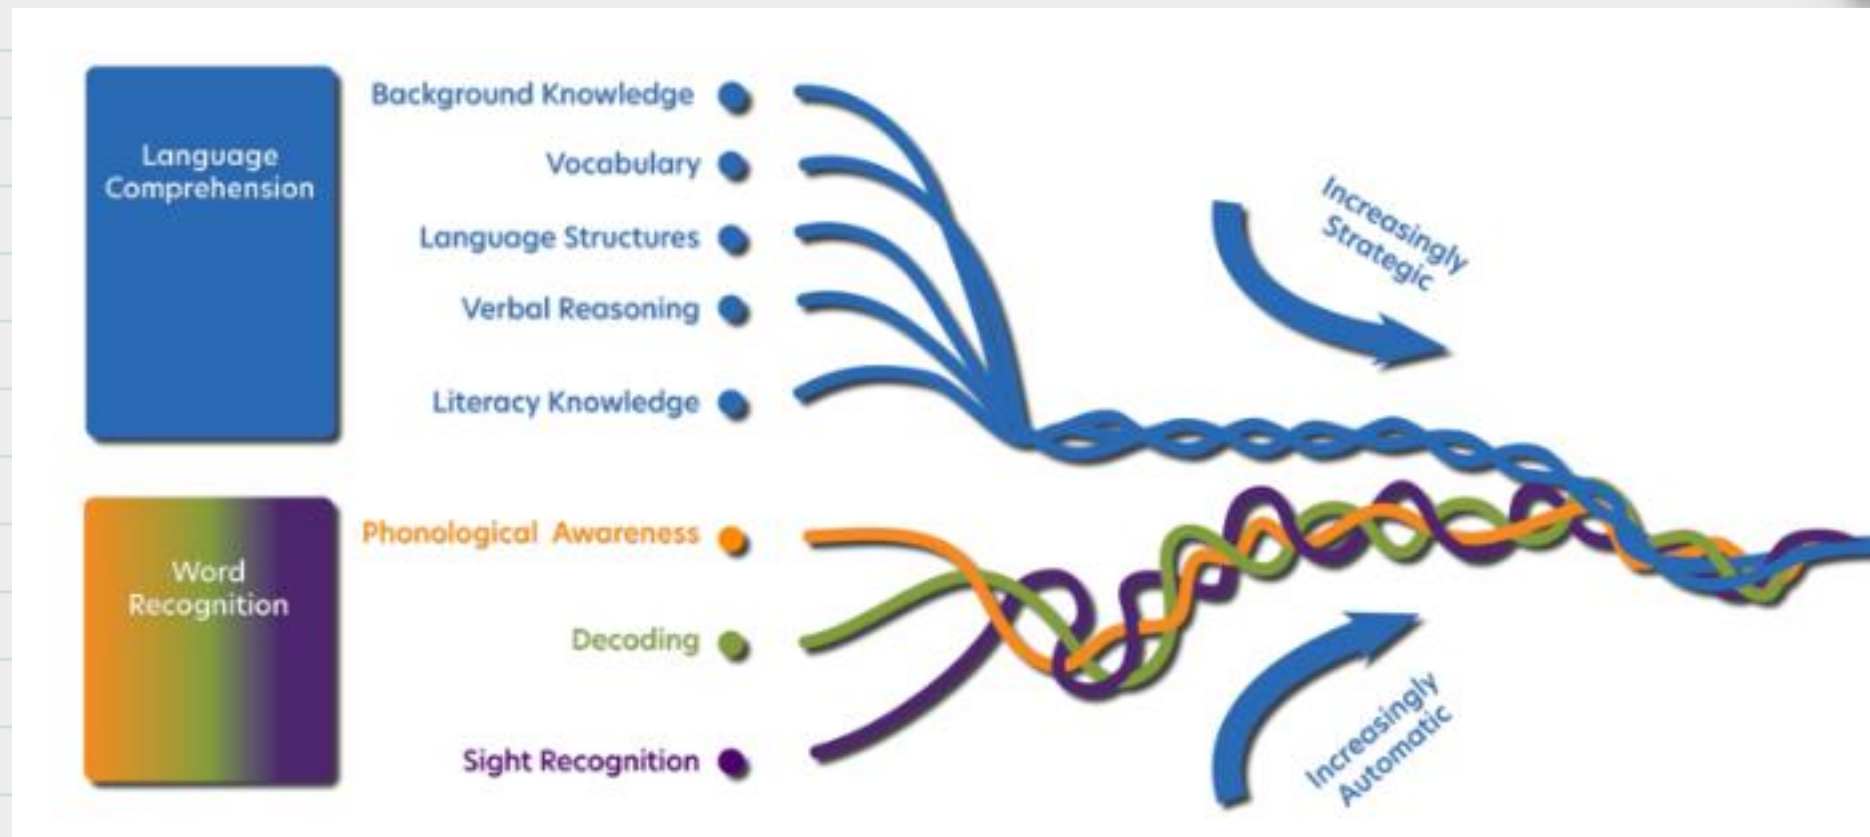 Language
Comprehension
Background Knowledge
Vocabulary
Language Structures
Verbal Reasoning
Literacy Knowledge
Increasingly
Strategic
Word
Recognition
Phonological Awareness
Decoding
Sight Recognition
Increasingly
Automatic